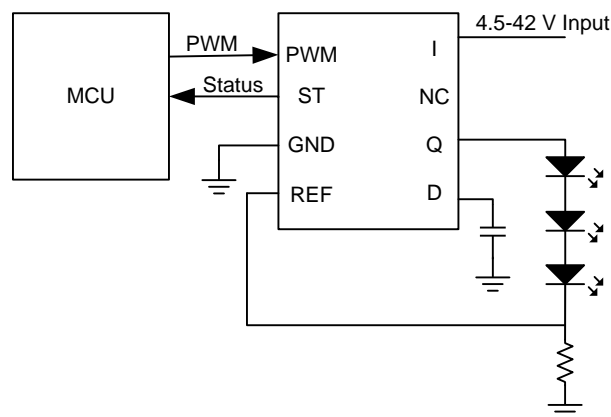 4.5-42 V Input
PWM
PWM
I
MCU
Status
ST
NC
GND
Q
REF
D